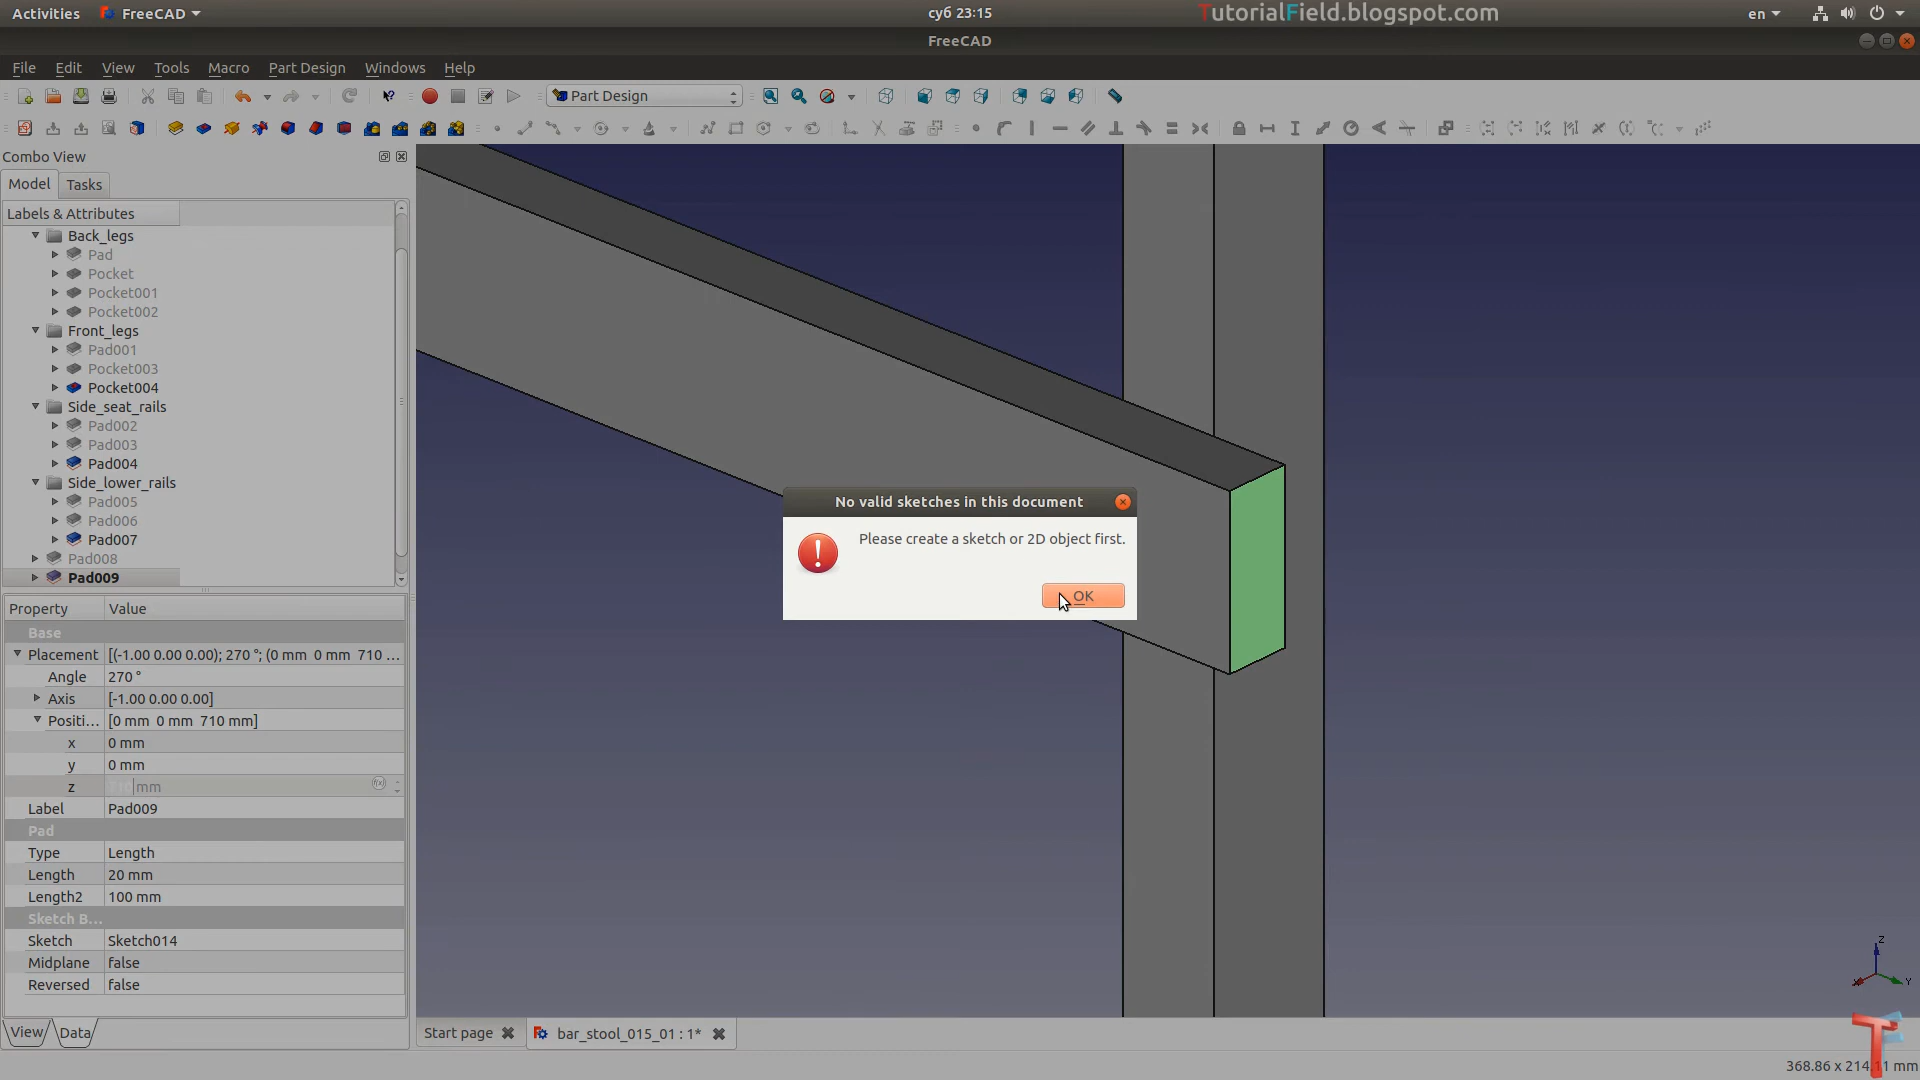 Activities FreeCAD суб 23:15 TutorialField.blogspot.com en
FreeCAD
File Edit View Tools Macro Part Design Windows Help
Part Design
Combo View
Model Tasks
Labels & Attributes
Back_legs
Pad
Pocket
Pocket001
Pocket002
Front_legs
Pad001
Pocket003
Pocket004
Side_seat_rails
Pad002
Pad003
Pad004
Side_lower_rails
Pad005
Pad006
Pad007
Pad008
Pad009
No valid sketches in this document
Please create a sketch or 2D object first.
OK
Property Value
Base
Placement [(-1.00 0.00 0.00); 270 °; (0 mm 0 mm 710 ...
Angle 270 °
Axis [-1.00 0.00 0.00]
Positi... [0 mm 0 mm 710 mm]
x 0 mm
y 0 mm
z mm
Label Pad009
Pad
Type Length
Length 20 mm
Length2 100 mm
Sketch B...
Sketch Sketch014
Midplane false
Reversed false
View Data
Start page bar_stool_015_01 : 1*
Z
X Y
368.86 x 214.11 mm